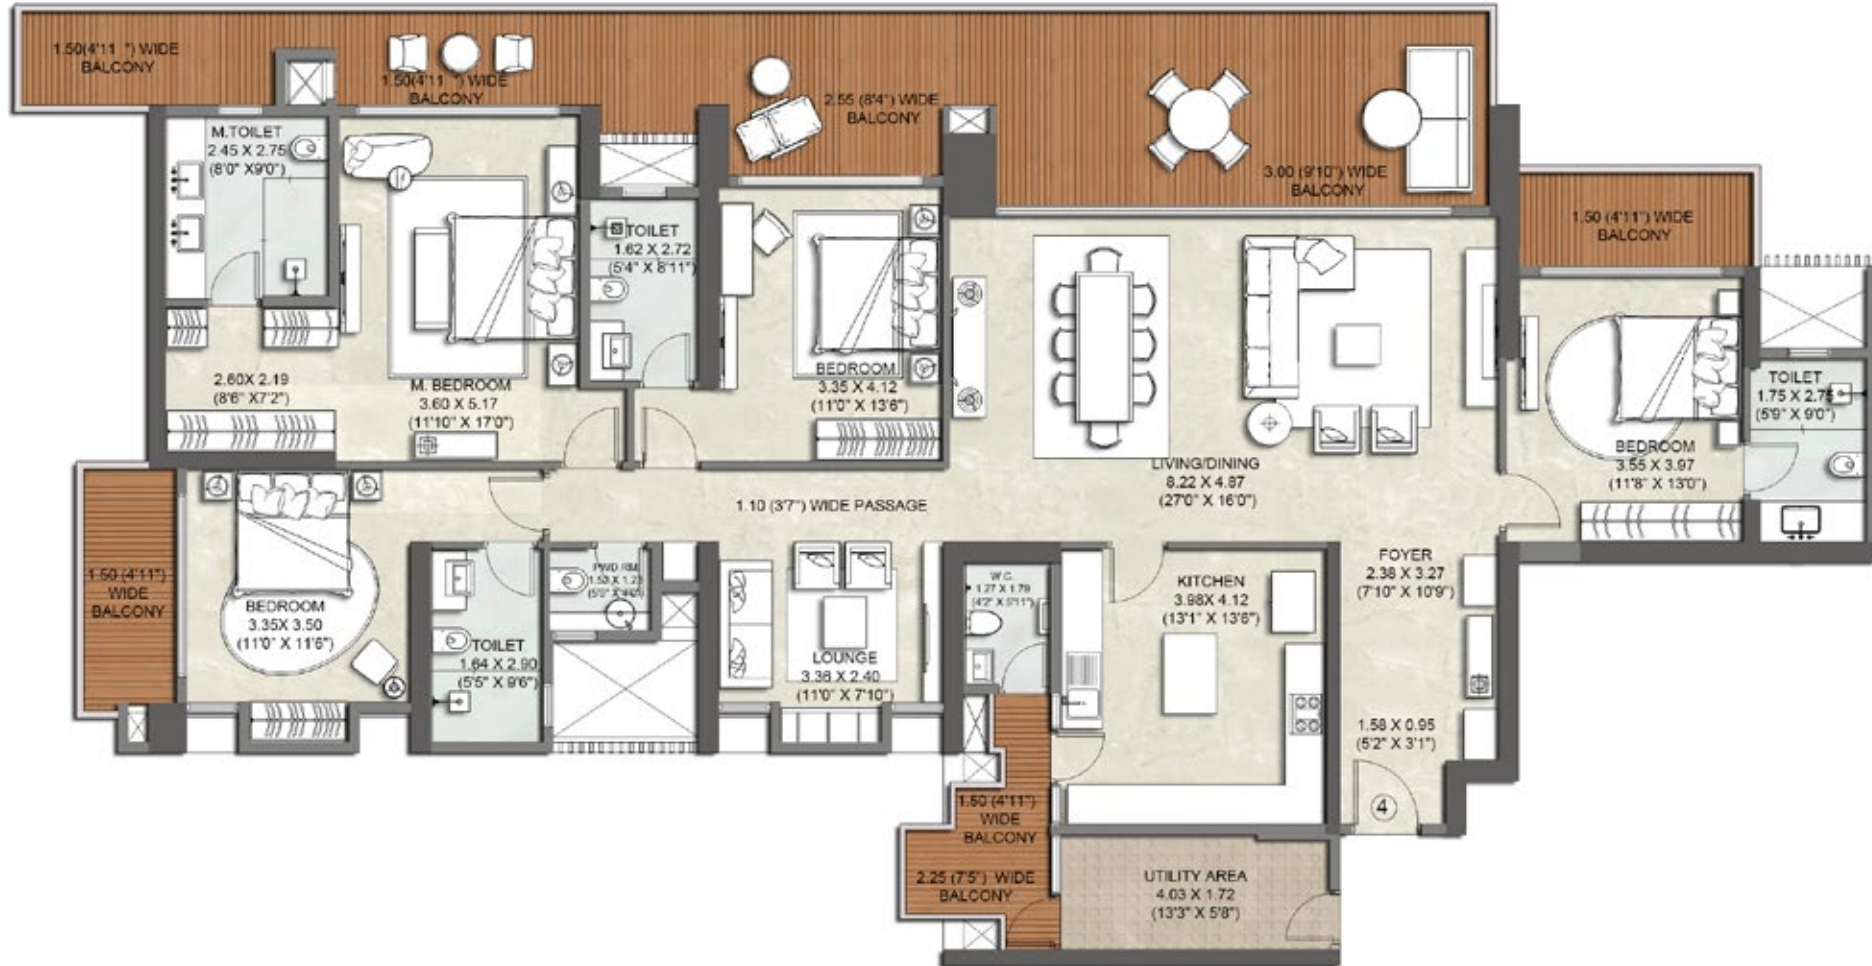 1.50(4'11 ") WIDE
BALCONY
1.50(4'11 ") WIDE
BALCONY
2.55 (8'4") WIDE
BALCONY
3.00 (9'10") WIDE
BALCONY
1.50 (4'11") WIDE
BALCONY
M.TOILET
2.45 X 2.75
(8'0" X9'0")
TOILET
1.62 X 2.72
(5'4" X 8'11")
2.60X 2.19
(8'6" X7'2")
M. BEDROOM
3.60 X 5.17
(11'10" X 17'0")
BEDROOM
3.35 X 4.12
(11'0" X 13'6")
LIVING/DINING
8.22 X 4.87
(27'0" X 16'0")
BEDROOM
3.55 X 3.97
(11'8" X 13'0")
TOILET
1.75 X 2.75
(5'9" X 9'0")
1.10 (3'7") WIDE PASSAGE
1.50 (4'11")
WIDE
BALCONY
BEDROOM
3.35X 3.50
(11'0" X 11'6")
TOILET
1.64 X 2.90
(5'5" X 9'6")
PWD.RM.
LOUNGE
3.36 X 2.40
(11'0" X 7'10")
W.C.
1.27 X 1.79
(4'2" X 5'11")
KITCHEN
3.98X 4.12
(13'1" X 13'6")
FOYER
2.38 X 3.27
(7'10" X 10'9")
1.58 X 0.95
(5'2" X 3'1")
4
1.50 (4'11")
WIDE
BALCONY
2.25 (7'5") WIDE
BALCONY
UTILITY AREA
4.03 X 1.72
(13'3" X 5'8")